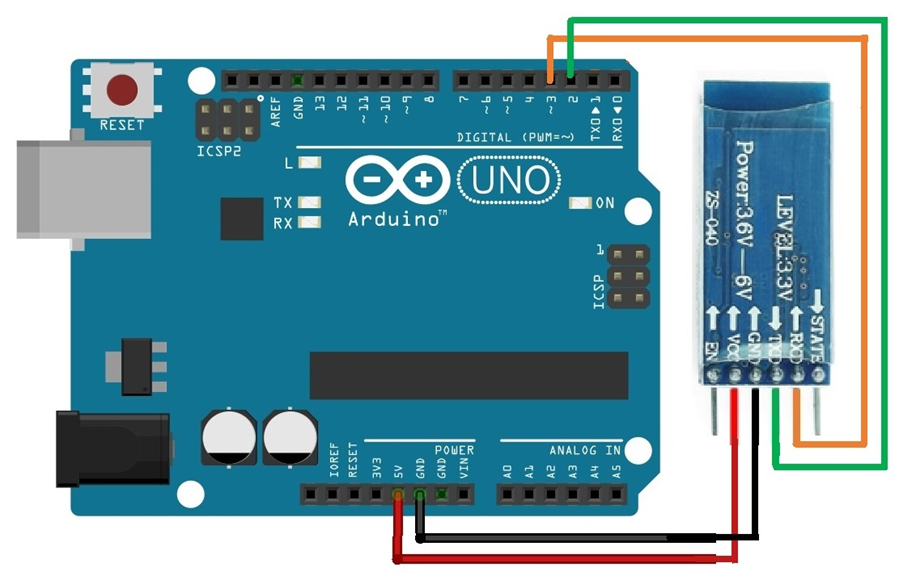 RESET
ICSP2
AREF
GND
13
12
~11
~10
~9
8
7
~6
~5
4
~3
2
TX0▶1
RX0◀0
DIGITAL (PWM=~)
L
TX
RX
Arduino™
UNO
ON
1
ICSP
IOREF
RESET
3V3
5V
GND
GND
VIN
POWER
ANALOG IN
A0
A1
A2
A3
A4
A5
ZS-040
Power:3.6V—6V
LEVEL:3.3V
EN
VCC
GND
TXD
RXD
STATE